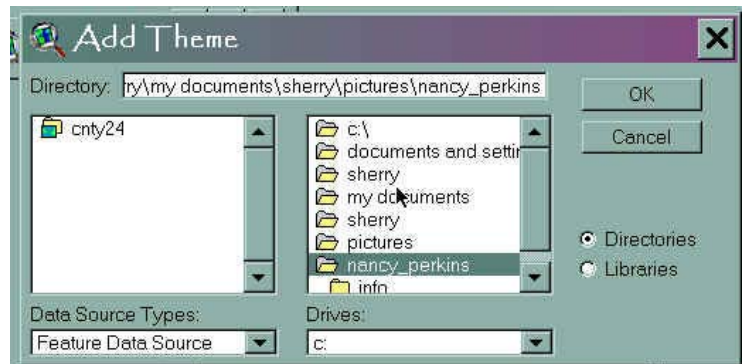 Add Theme
Directory: ry\my documents\sherry\pictures\nancy_perkins
OK
Cancel
cnty24
c:\
documents and settir
sherry
my documents
sherry
pictures
nancy_perkins
info
Directories
Libraries
Data Source Types:
Feature Data Source
Drives:
c: